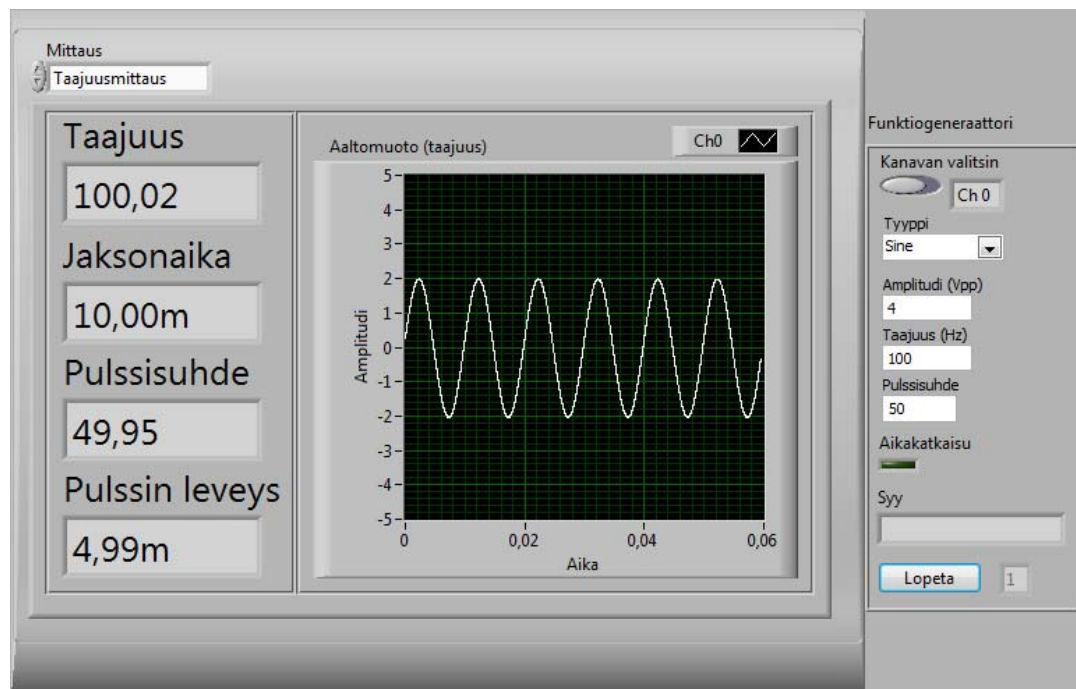 Mittaus
Taajuusmittaus
Taajuus
100,02
Jaksonaika
10,00m
Pulssisuhde
49,95
Pulssin leveys
4,99m
Aaltomuoto (taajuus)
Ch0
Amplitudi
5
4
3
2
1
0
-1
-2
-3
-4
-5
0 0,02 0,04 0,06
Aika
Funktiogeneraattori
Kanavan valitsin
Ch 0
Tyyppi
Sine
Amplitudi (Vpp)
4
Taajuus (Hz)
100
Pulssisuhde
50
Aikakatkaisu
Syy
Lopeta 1